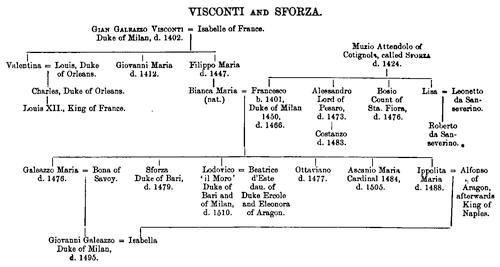 VISCONTI AND SFORZA.
GIAN GALEAZZO VISCONTI = Isabelle of France.
Duke of Milan, d. 1402.
Muzio Attendolo of
Cotignola, called SFORZA
d. 1424.
Valentina = Louis, Duke
of Orleans.
Giovanni Maria
d. 1412.
Filippo Maria
d. 1447.
Charles, Duke of Orleans.
Louis XII., King of France.
Bianca Maria =
(nat.)
Francesco
b. 1401,
Duke of Milan
1450,
d. 1466.
Alessandro
Lord of
Pesaro,
d. 1473.
Costanzo
d. 1483.
Bosio
Count of
Sta. Fiora,
d. 1476.
Lisa = Leonetto
da San-
severino.
Roberto
da San-
severino.
Galeazzo Maria = Bona of
d. 1476. Savoy.
Sforza
Duke of Bari,
d. 1479.
Lodovico = Beatrice
'il Moro' d'Este
Duke of dau. of
Bari and Duke Ercole
of Milan, and Eleonora
d. 1510. of Aragon.
Ottaviano
d. 1477.
Ascanio Maria
Cardinal 1484,
d. 1505.
Ippolita = Alfonso
Maria of
d. 1488. Aragon,
afterwards
King of
Naples.
Giovanni Galeazzo = Isabella
Duke of Milan,
d. 1495.